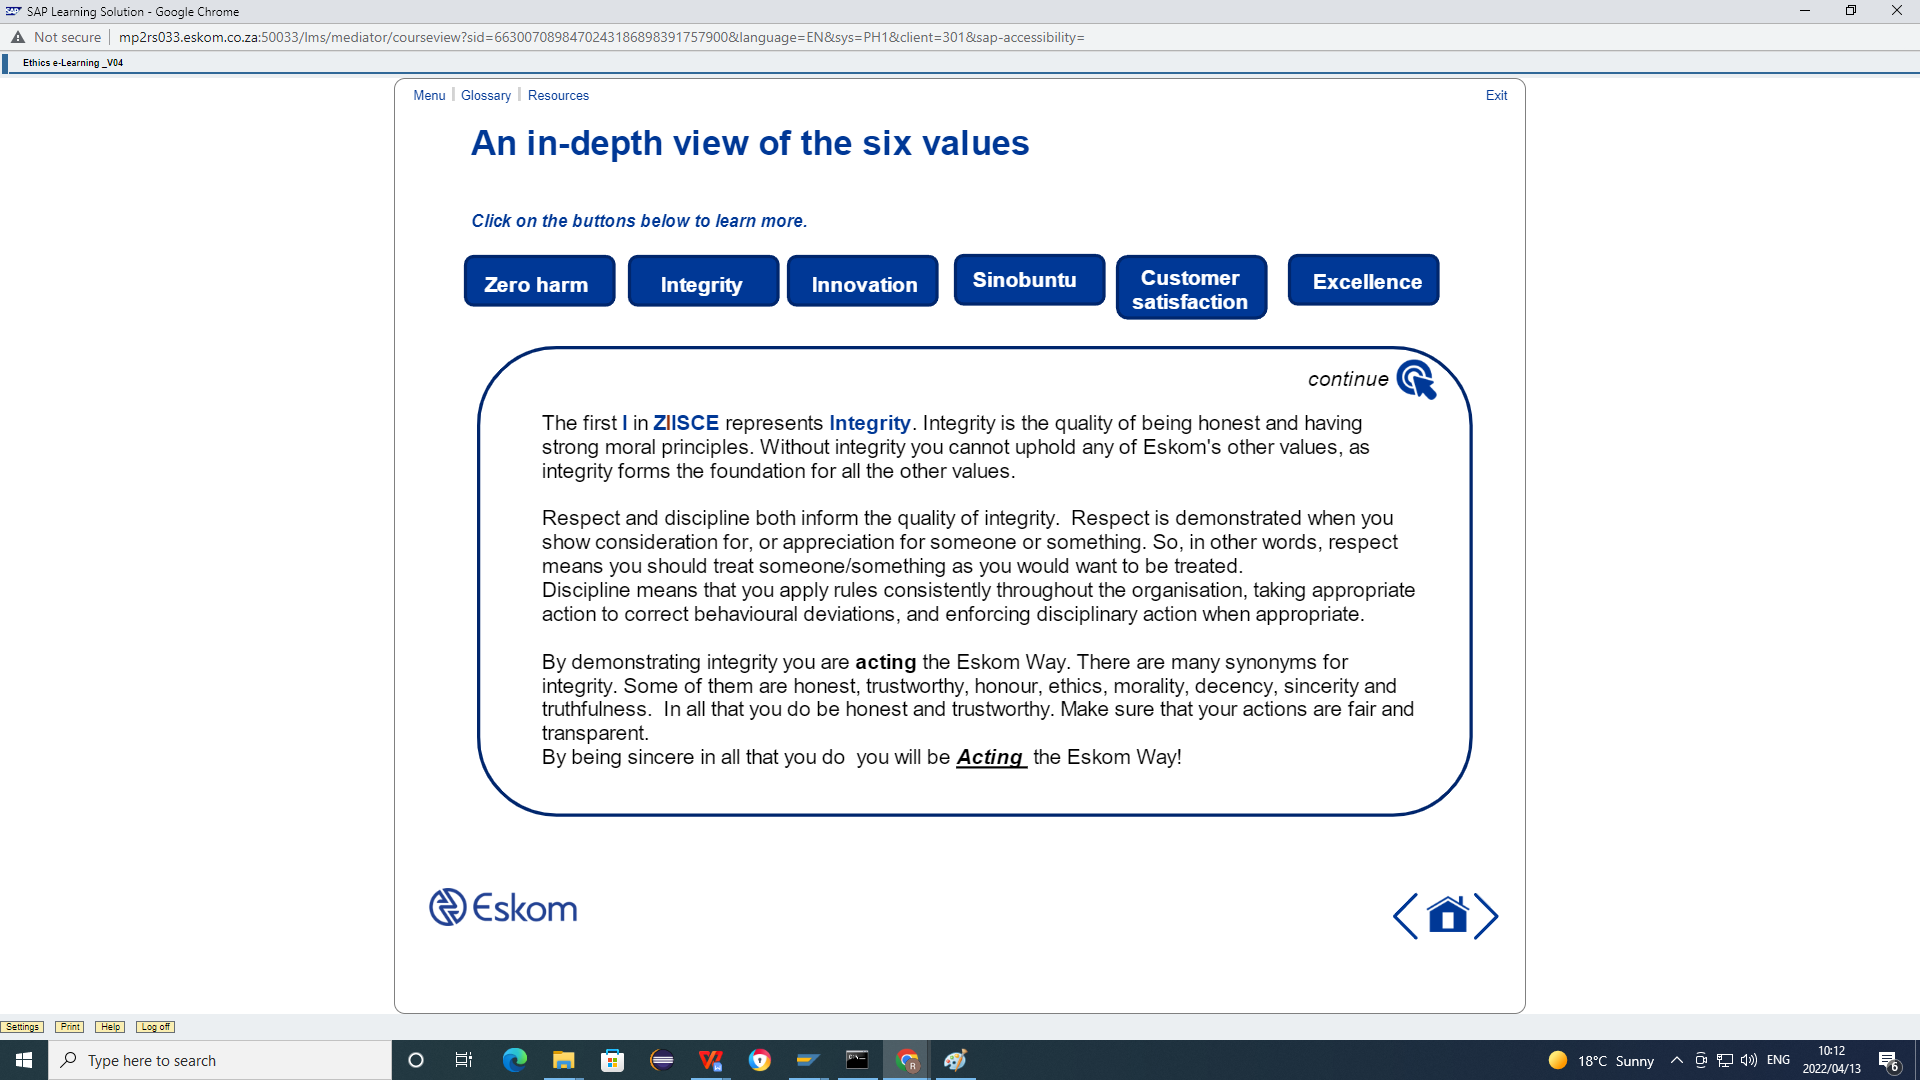 SAP Learning Solution - Google Chrome
Not secure | mp2rs033.eskom.co.za:50033/lms/mediator/courseview?sid=6630070898470243186898391757900&language=EN&sys=PH1&client=301&sap-accessibility=
Ethics e-Learning _V04
Menu | Glossary | Resources Exit
An in-depth view of the six values
Click on the buttons below to learn more.
Zero harm
Integrity
Innovation
Sinobuntu
Customer
satisfaction
Excellence
continue
The first I in ZIISCE represents Integrity. Integrity is the quality of being honest and having
strong moral principles. Without integrity you cannot uphold any of Eskom's other values, as
integrity forms the foundation for all the other values.
Respect and discipline both inform the quality of integrity.  Respect is demonstrated when you
show consideration for, or appreciation for someone or something. So, in other words, respect
means you should treat someone/something as you would want to be treated.
Discipline means that you apply rules consistently throughout the organisation, taking appropriate
action to correct behavioural deviations, and enforcing disciplinary action when appropriate.
By demonstrating integrity you are acting the Eskom Way. There are many synonyms for
integrity. Some of them are honest, trustworthy, honour, ethics, morality, decency, sincerity and
truthfulness.  In all that you do be honest and trustworthy. Make sure that your actions are fair and
transparent.
By being sincere in all that you do  you will be Acting  the Eskom Way!
Eskom
Settings Print Help Log off
Type here to search
18°C Sunny
ENG
10:12
2022/04/13
6